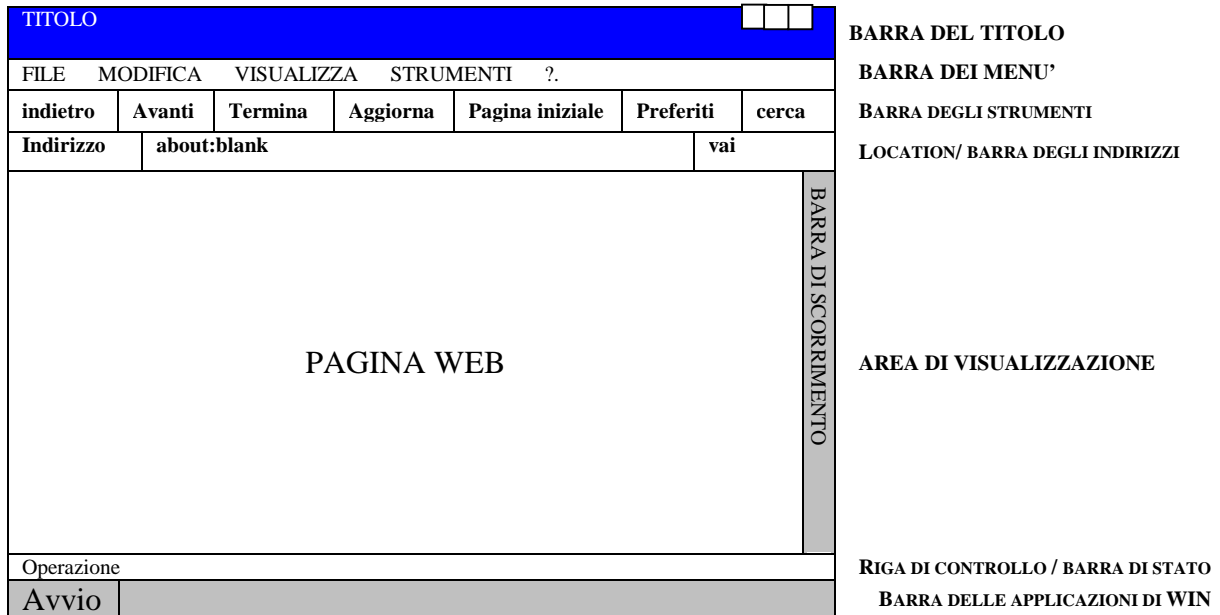 TITOLO
BARRA DEL TITOLO
FILE MODIFICA VISUALIZZA STRUMENTI ?.
BARRA DEI MENU’
indietro Avanti Termina Aggiorna Pagina iniziale Preferiti cerca
BARRA DEGLI STRUMENTI
Indirizzo about:blank vai
LOCATION/ BARRA DEGLI INDIRIZZI
BARRA DI SCORRIMENTO
PAGINA WEB
AREA DI VISUALIZZAZIONE
Operazione
RIGA DI CONTROLLO / BARRA DI STATO
Avvio
BARRA DELLE APPLICAZIONI DI WIN